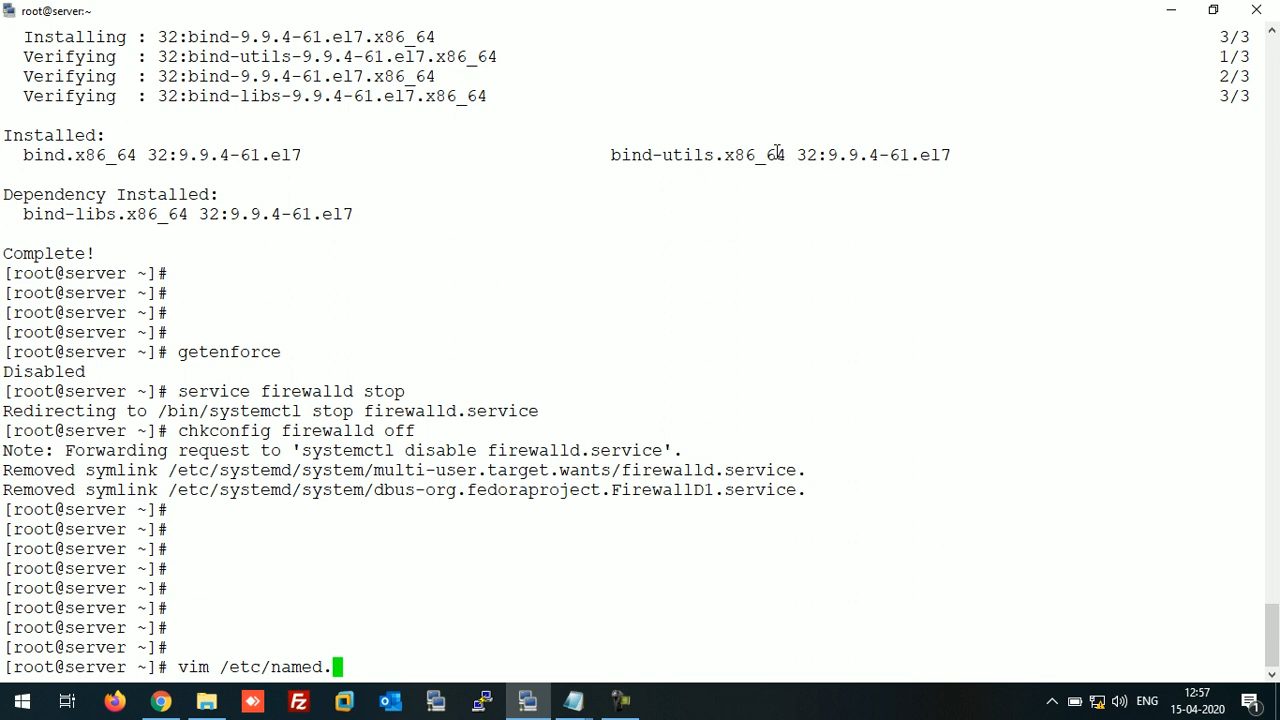 root@server:~
Installing : 32:bind-9.9.4-61.el7.x86_64 3/3
Verifying : 32:bind-utils-9.9.4-61.el7.x86_64 1/3
Verifying : 32:bind-9.9.4-61.el7.x86_64 2/3
Verifying : 32:bind-libs-9.9.4-61.el7.x86_64 3/3
Installed:
bind.x86_64 32:9.9.4-61.el7 bind-utils.x86_64 32:9.9.4-61.el7
Dependency Installed:
bind-libs.x86_64 32:9.9.4-61.el7
Complete!
[root@server ~]#
[root@server ~]#
[root@server ~]#
[root@server ~]#
[root@server ~]# getenforce
Disabled
[root@server ~]# service firewalld stop
Redirecting to /bin/systemctl stop firewalld.service
[root@server ~]# chkconfig firewalld off
Note: Forwarding request to 'systemctl disable firewalld.service'.
Removed symlink /etc/systemd/system/multi-user.target.wants/firewalld.service.
Removed symlink /etc/systemd/system/dbus-org.fedoraproject.FirewallD1.service.
[root@server ~]#
[root@server ~]#
[root@server ~]#
[root@server ~]#
[root@server ~]#
[root@server ~]#
[root@server ~]#
[root@server ~]#
[root@server ~]# vim /etc/named.
ENG
12:57
15-04-2020
1